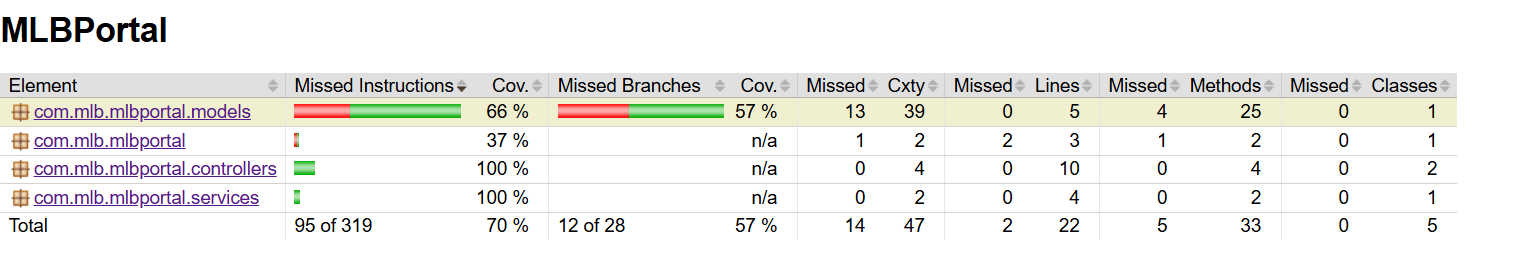 MLBPortal
Element Missed Instructions Cov. Missed Branches Cov. Missed Cxty Missed Lines Missed Methods Missed Classes
com.mlb.mlbportal.models 66 % 57 % 13 39 0 5 4 25 0 1
com.mlb.mlbportal 37 % n/a 1 2 2 3 1 2 0 1
com.mlb.mlbportal.controllers 100 % n/a 0 4 0 10 0 4 0 2
com.mlb.mlbportal.services 100 % n/a 0 2 0 4 0 2 0 1
Total 95 of 319 70 % 12 of 28 57 % 14 47 2 22 5 33 0 5